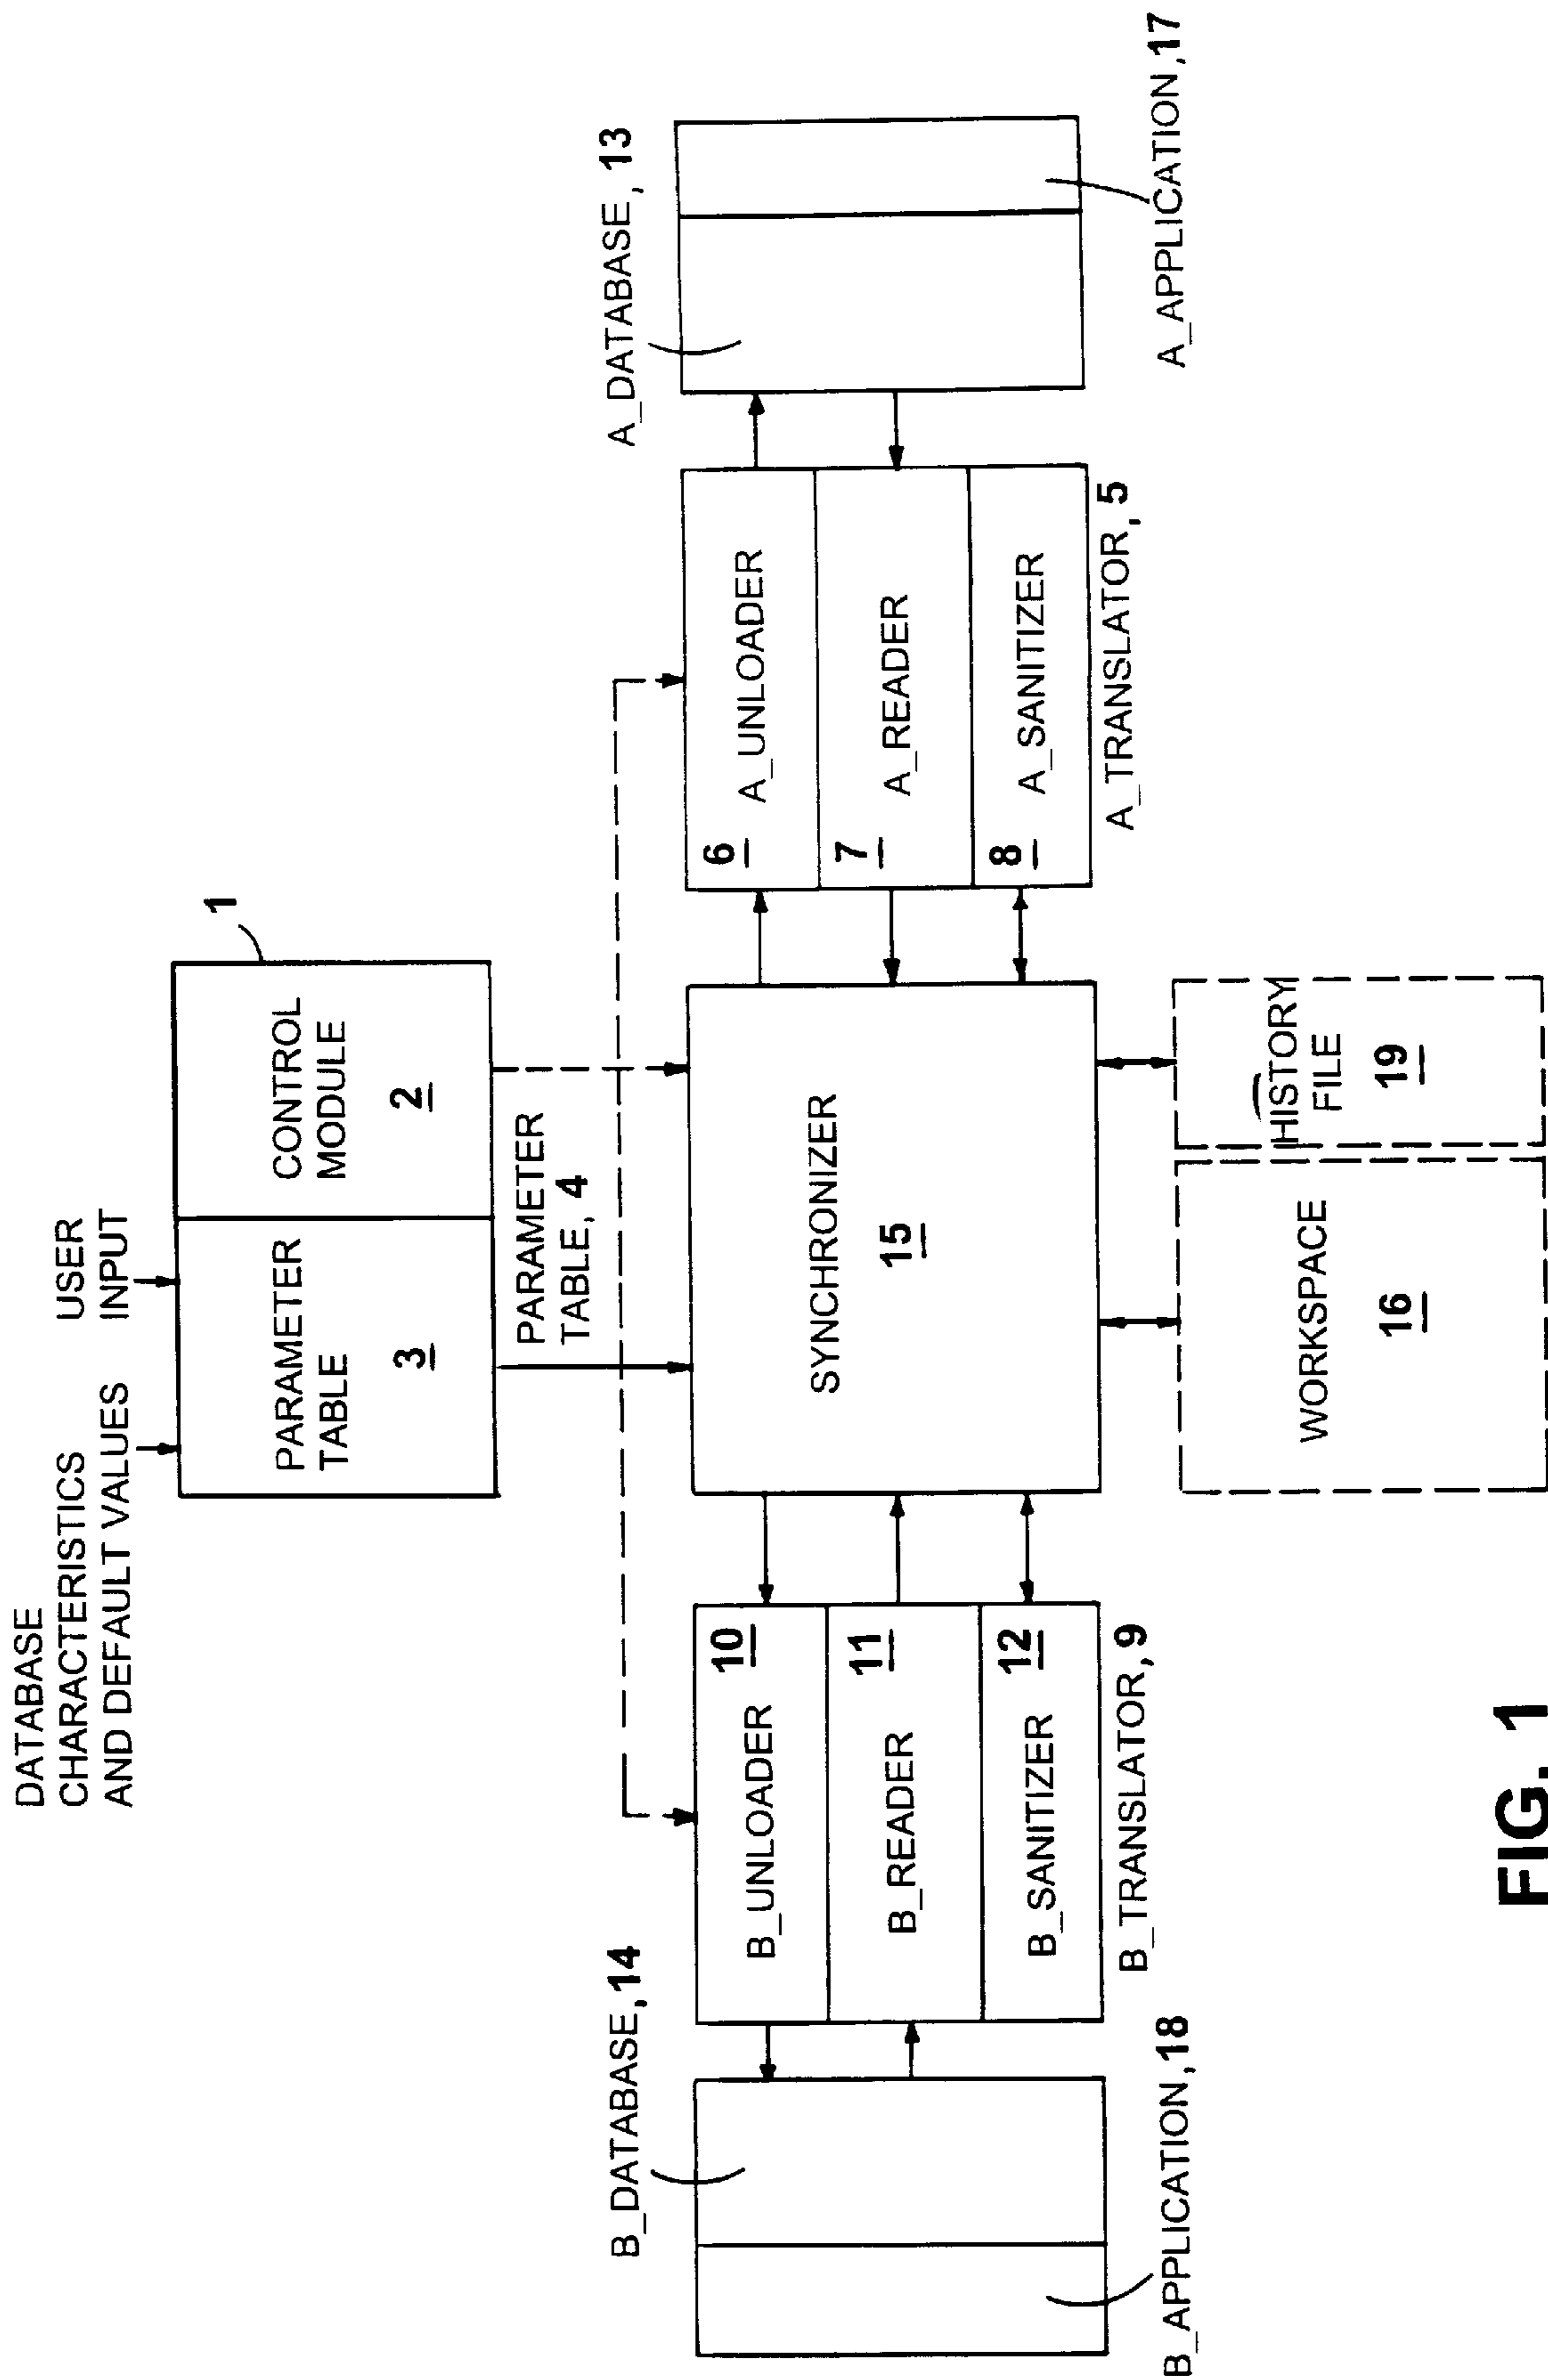 DATABASE
CHARACTERISTICS
AND DEFAULT VALUES
USER
INPUT
1
PARAMETER
TABLE
3
CONTROL
MODULE
2
PARAMETER
TABLE, 4
B_DATABASE, 14
B_APPLICATION, 18
B_UNLOADER 10
B_READER 11
B_SANITIZER 12
B_TRANSLATOR, 9
SYNCHRONIZER
15
6 A_UNLOADER
7 A_READER
8 A_SANITIZER
A_TRANSLATOR, 5
A_DATABASE, 13
A_APPLICATION, 17
WORKSPACE
16
HISTORY
FILE
19
FIG. 1